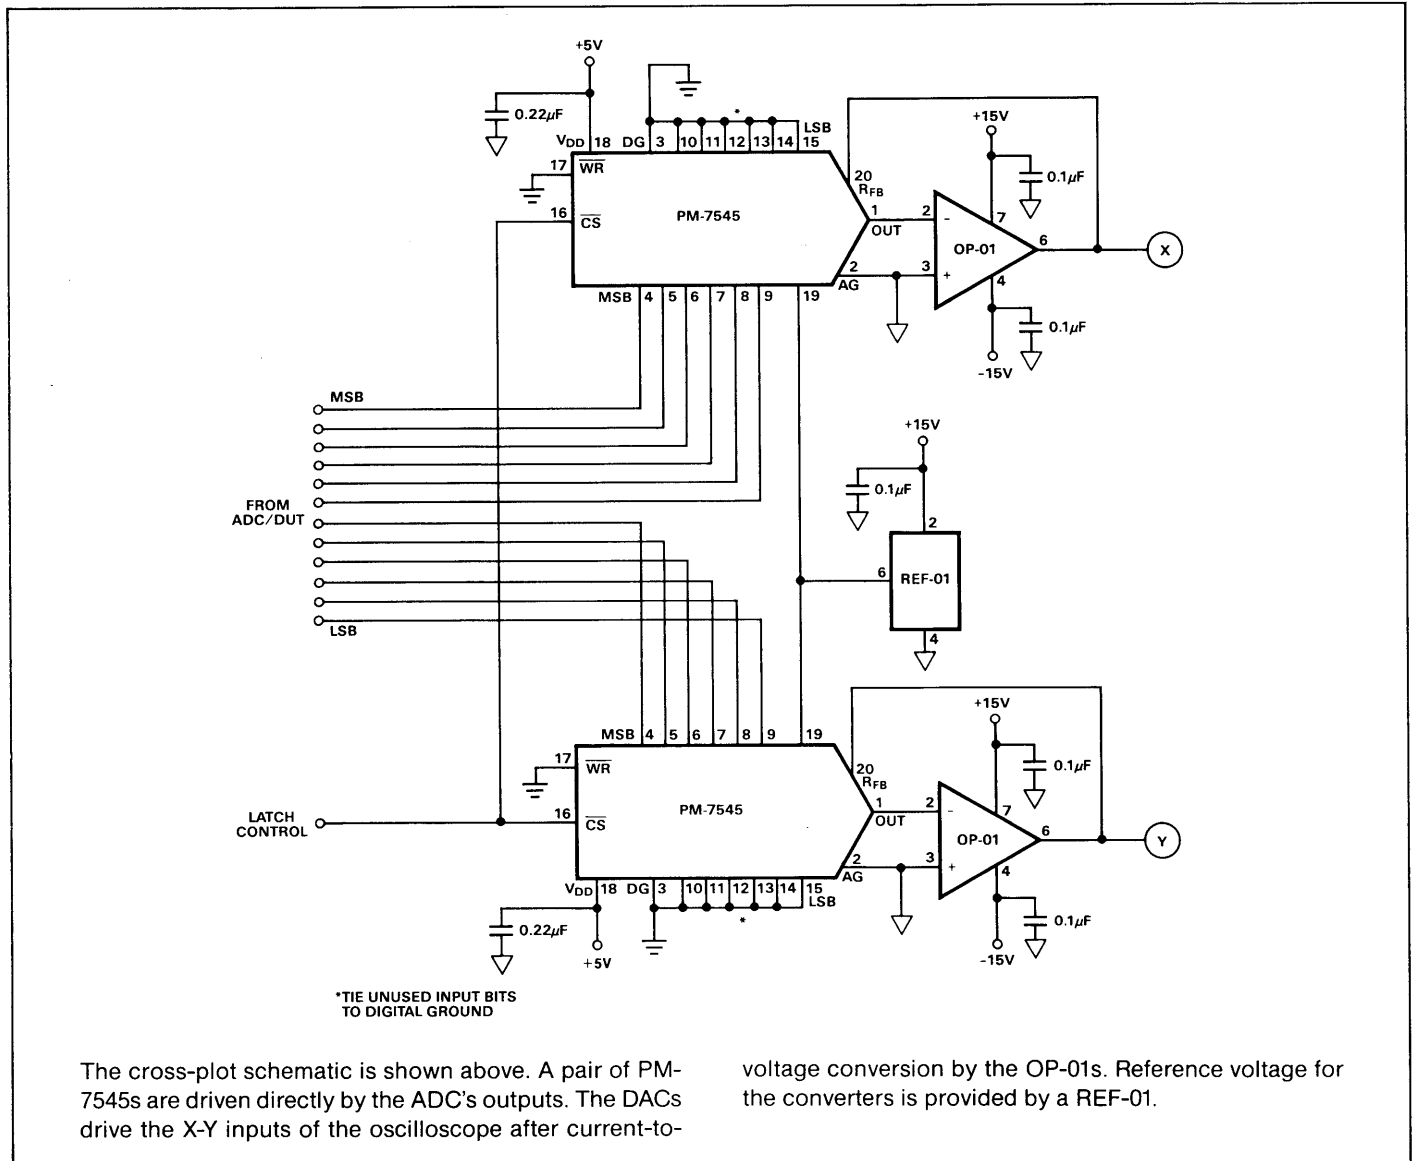 +5V
0.22µF
VDD 18 DG 3 10 11 12 13 14 15
*
LSB
+15V
17 WR
20
RFB
0.1µF
7
16 CS
PM-7545
1
OUT
2
-
OP-01
6
X
2
AG
3
+
4
MSB 4 5 6 7 8 9 19
0.1µF
-15V
MSB
+15V
0.1µF
FROM
ADC/DUT
2
6 REF-01
LSB
4
+15V
MSB 4 5 6 7 8 9 19
17 WR
20
RFB
0.1µF
7
PM-7545
1
OUT
2
-
LATCH
CONTROL
16 CS
OP-01
6
Y
2
AG
3
+
4
VDD 18 DG 3 10 11 12 13 14 15
LSB
*
0.22µF
+5V
0.1µF
-15V
*TIE UNUSED INPUT BITS
TO DIGITAL GROUND
The cross-plot schematic is shown above. A pair of PM-
7545s are driven directly by the ADC's outputs. The DACs
drive the X-Y inputs of the oscilloscope after current-to-
voltage conversion by the OP-01s. Reference voltage for
the converters is provided by a REF-01.